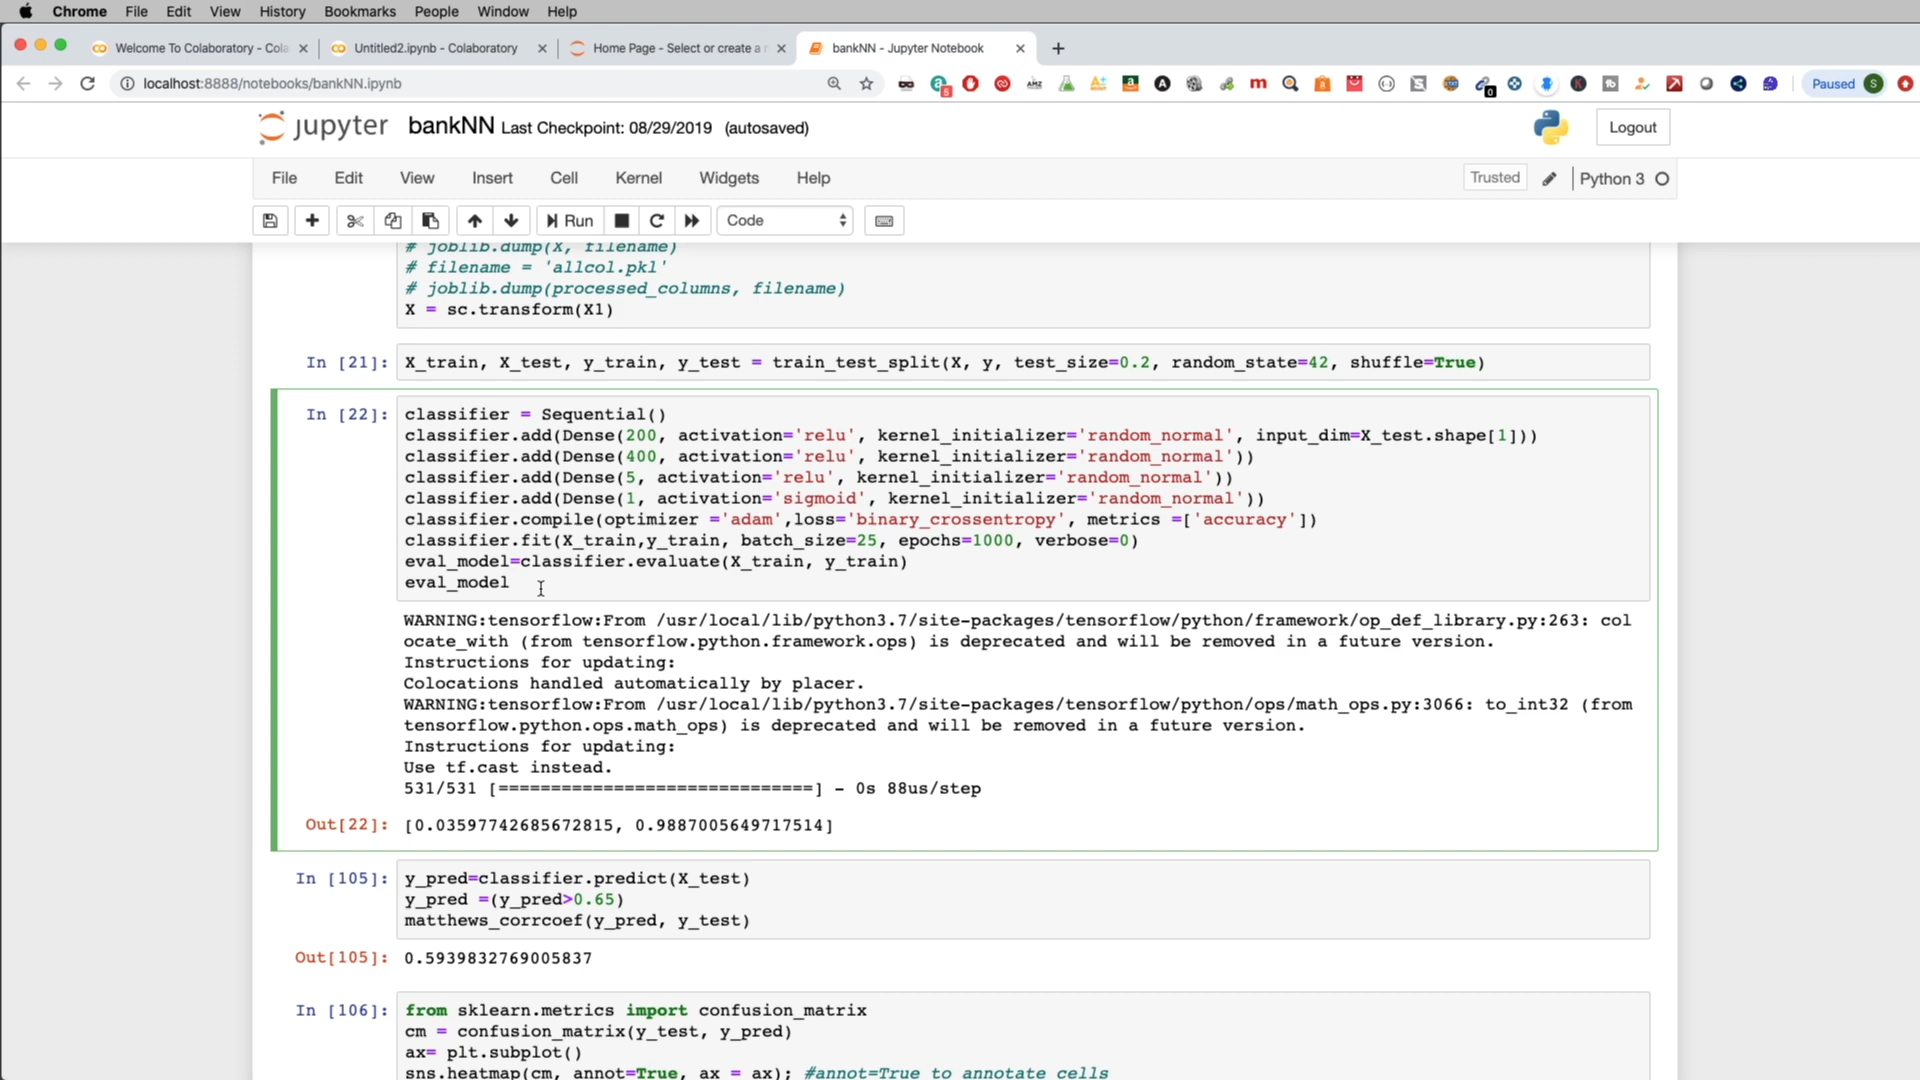 Chrome File Edit View History Bookmarks People Window Help
Welcome To Colaboratory - Cola
Untitled2.ipynb - Colaboratory
Home Page - Select or create a n
bankNN - Jupyter Notebook
localhost:8888/notebooks/bankNN.ipynb
Paused S
jupyter bankNN Last Checkpoint: 08/29/2019 (autosaved)
Logout
File Edit View Insert Cell Kernel Widgets Help
Trusted Python 3
Run Code
# joblib.dump(X, filename)
# filename = 'allcol.pkl'
# joblib.dump(processed_columns, filename)
X = sc.transform(X1)
In [21]: X_train, X_test, y_train, y_test = train_test_split(X, y, test_size=0.2, random_state=42, shuffle=True)
In [22]: classifier = Sequential()
classifier.add(Dense(200, activation='relu', kernel_initializer='random_normal', input_dim=X_test.shape[1]))
classifier.add(Dense(400, activation='relu', kernel_initializer='random_normal'))
classifier.add(Dense(5, activation='relu', kernel_initializer='random_normal'))
classifier.add(Dense(1, activation='sigmoid', kernel_initializer='random_normal'))
classifier.compile(optimizer ='adam',loss='binary_crossentropy', metrics =['accuracy'])
classifier.fit(X_train,y_train, batch_size=25, epochs=1000, verbose=0)
eval_model=classifier.evaluate(X_train, y_train)
eval_model
WARNING:tensorflow:From /usr/local/lib/python3.7/site-packages/tensorflow/python/framework/op_def_library.py:263: col
ocate_with (from tensorflow.python.framework.ops) is deprecated and will be removed in a future version.
Instructions for updating:
Colocations handled automatically by placer.
WARNING:tensorflow:From /usr/local/lib/python3.7/site-packages/tensorflow/python/ops/math_ops.py:3066: to_int32 (from
tensorflow.python.ops.math_ops) is deprecated and will be removed in a future version.
Instructions for updating:
Use tf.cast instead.
531/531 [==============================] - 0s 88us/step
Out[22]: [0.03597742685672815, 0.9887005649717514]
In [105]: y_pred=classifier.predict(X_test)
y_pred =(y_pred>0.65)
matthews_corrcoef(y_pred, y_test)
Out[105]: 0.5939832769005837
In [106]: from sklearn.metrics import confusion_matrix
cm = confusion_matrix(y_test, y_pred)
ax= plt.subplot()
sns.heatmap(cm, annot=True, ax = ax); #annot=True to annotate cells